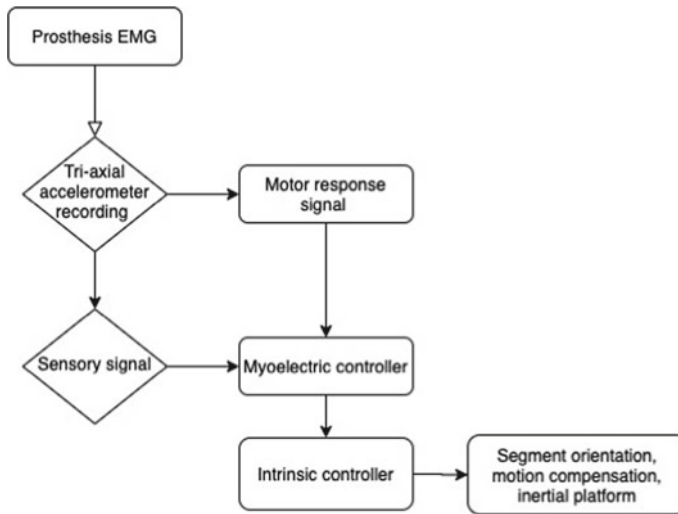 Prosthesis EMG
Tri-axial
accelerometer
recording
Motor response
signal
Sensory signal
Myoelectric controller
Intrinsic controller
Segment orientation,
motion compensation,
inertial platform